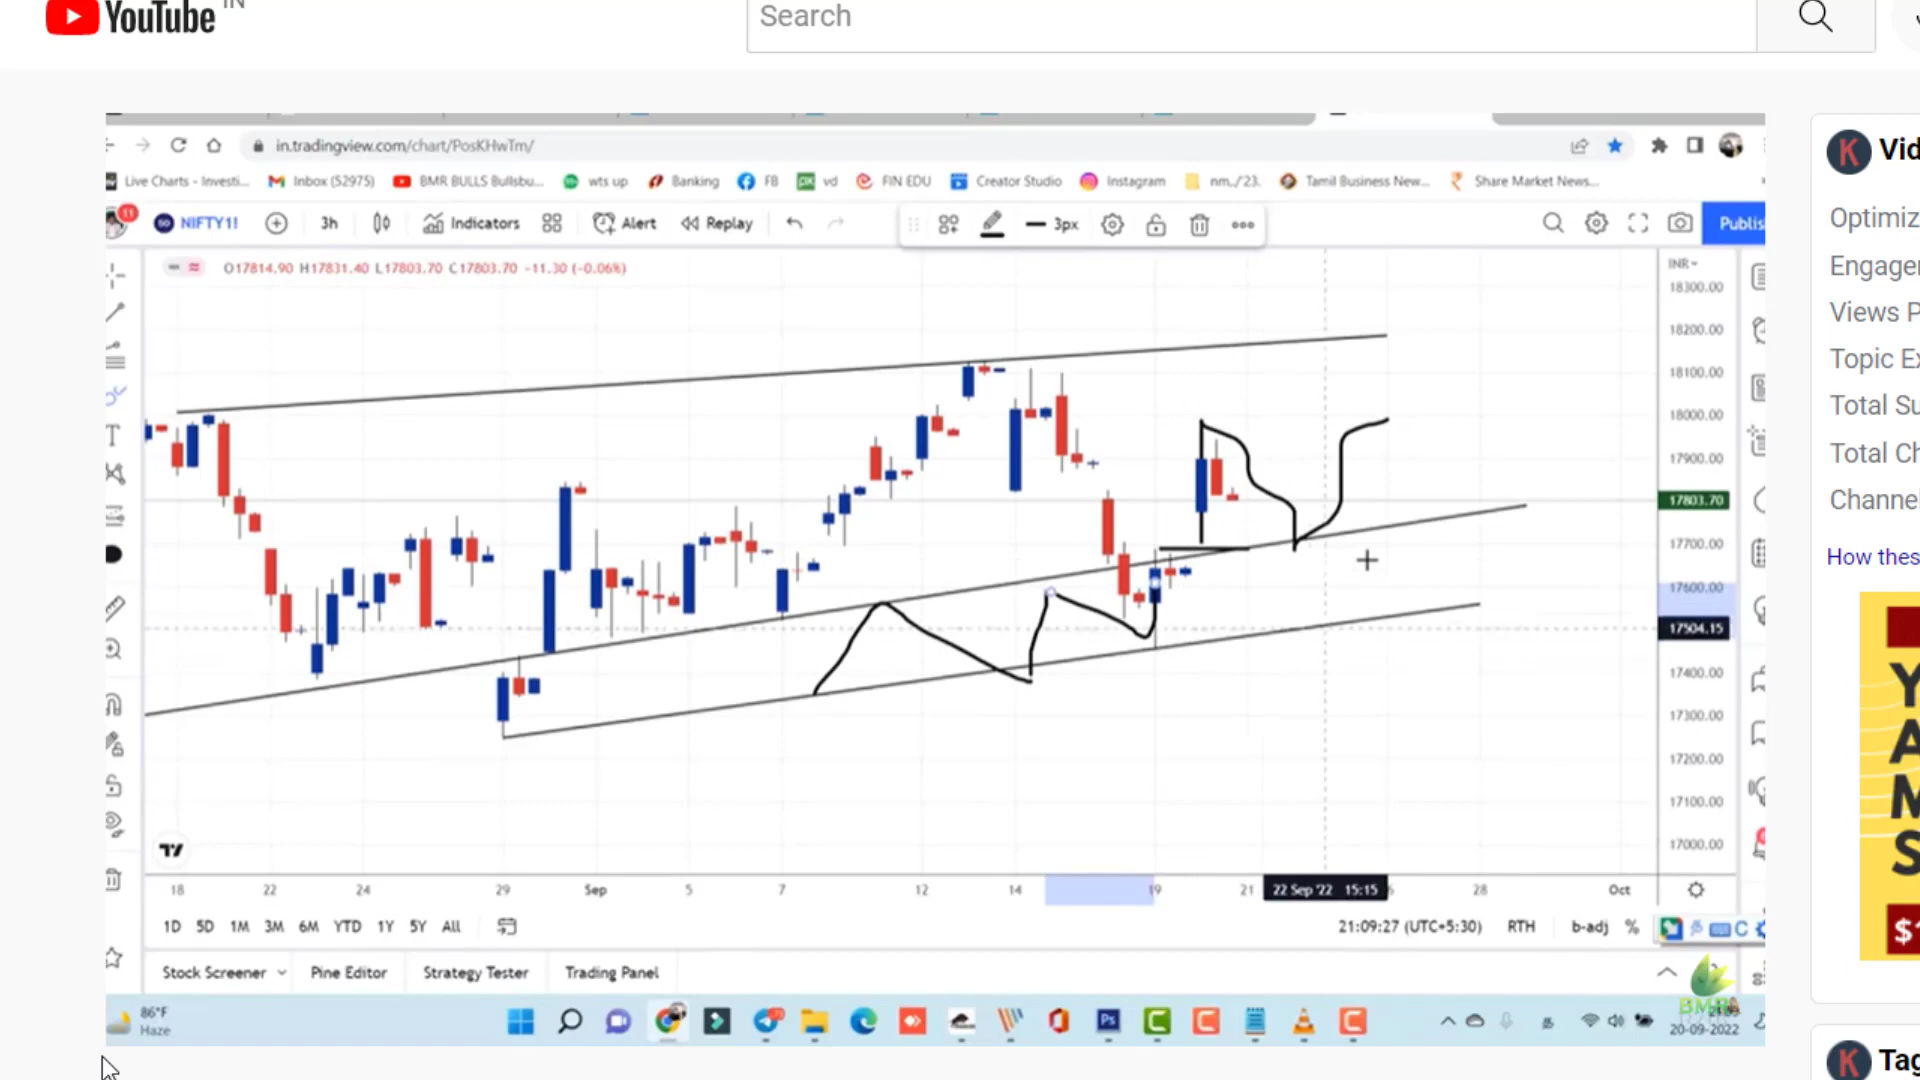 YouTube IN
Search
in.tradingview.com/chart/PosKHwTm/
Live Charts - Investi... Inbox (52975) BMR BULLS Bullsbu... wts up Banking FB vd FIN EDU Creator Studio Instagram nm,/'23. Tamil Business New... Share Market News...
11 NIFTY1! 3h Indicators Alert Replay 3px Publis
O17814.90 H17831.40 L17803.70 C17803.70 -11.30 (-0.06%)
INR
18300.00
18200.00
18100.00
18000.00
17900.00
17803.70
17700.00
17600.00
17504.15
17400.00
17300.00
17200.00
17100.00
17000.00
18 22 24 29 Sep 5 7 12 14 19 21 22 Sep '22 15:15 28 Oct
1D 5D 1M 3M 6M YTD 1Y 5Y All 21:09:27 (UTC+5:30) RTH b-adj %
Stock Screener Pine Editor Strategy Tester Trading Panel
86°F
Haze
BMR
20-09-2022
K Vid
Optimiz
Engager
Views P
Topic Ex
Total Su
Total Ch
Channel
How thes
Y
A
M
S
$1
K Tag